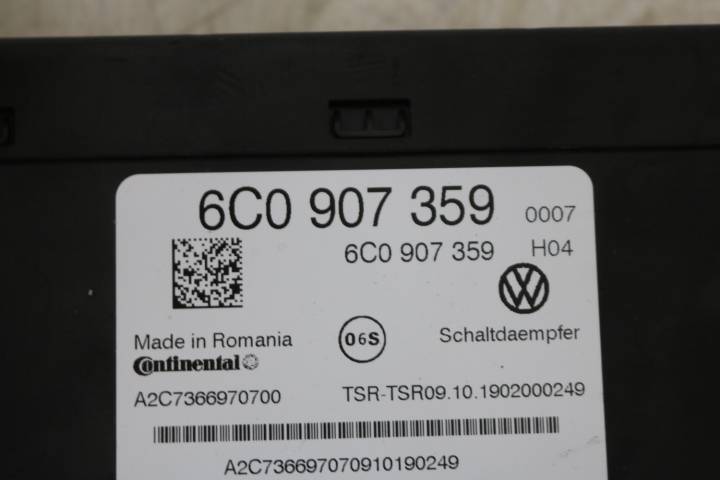 6C0 907 359 0007
6C0 907 359 H04
Made in Romania 06S Schaltdaempfer
Continental
A2C7366970700 TSR-TSR09.10.1902000249
A2C736697070910190249